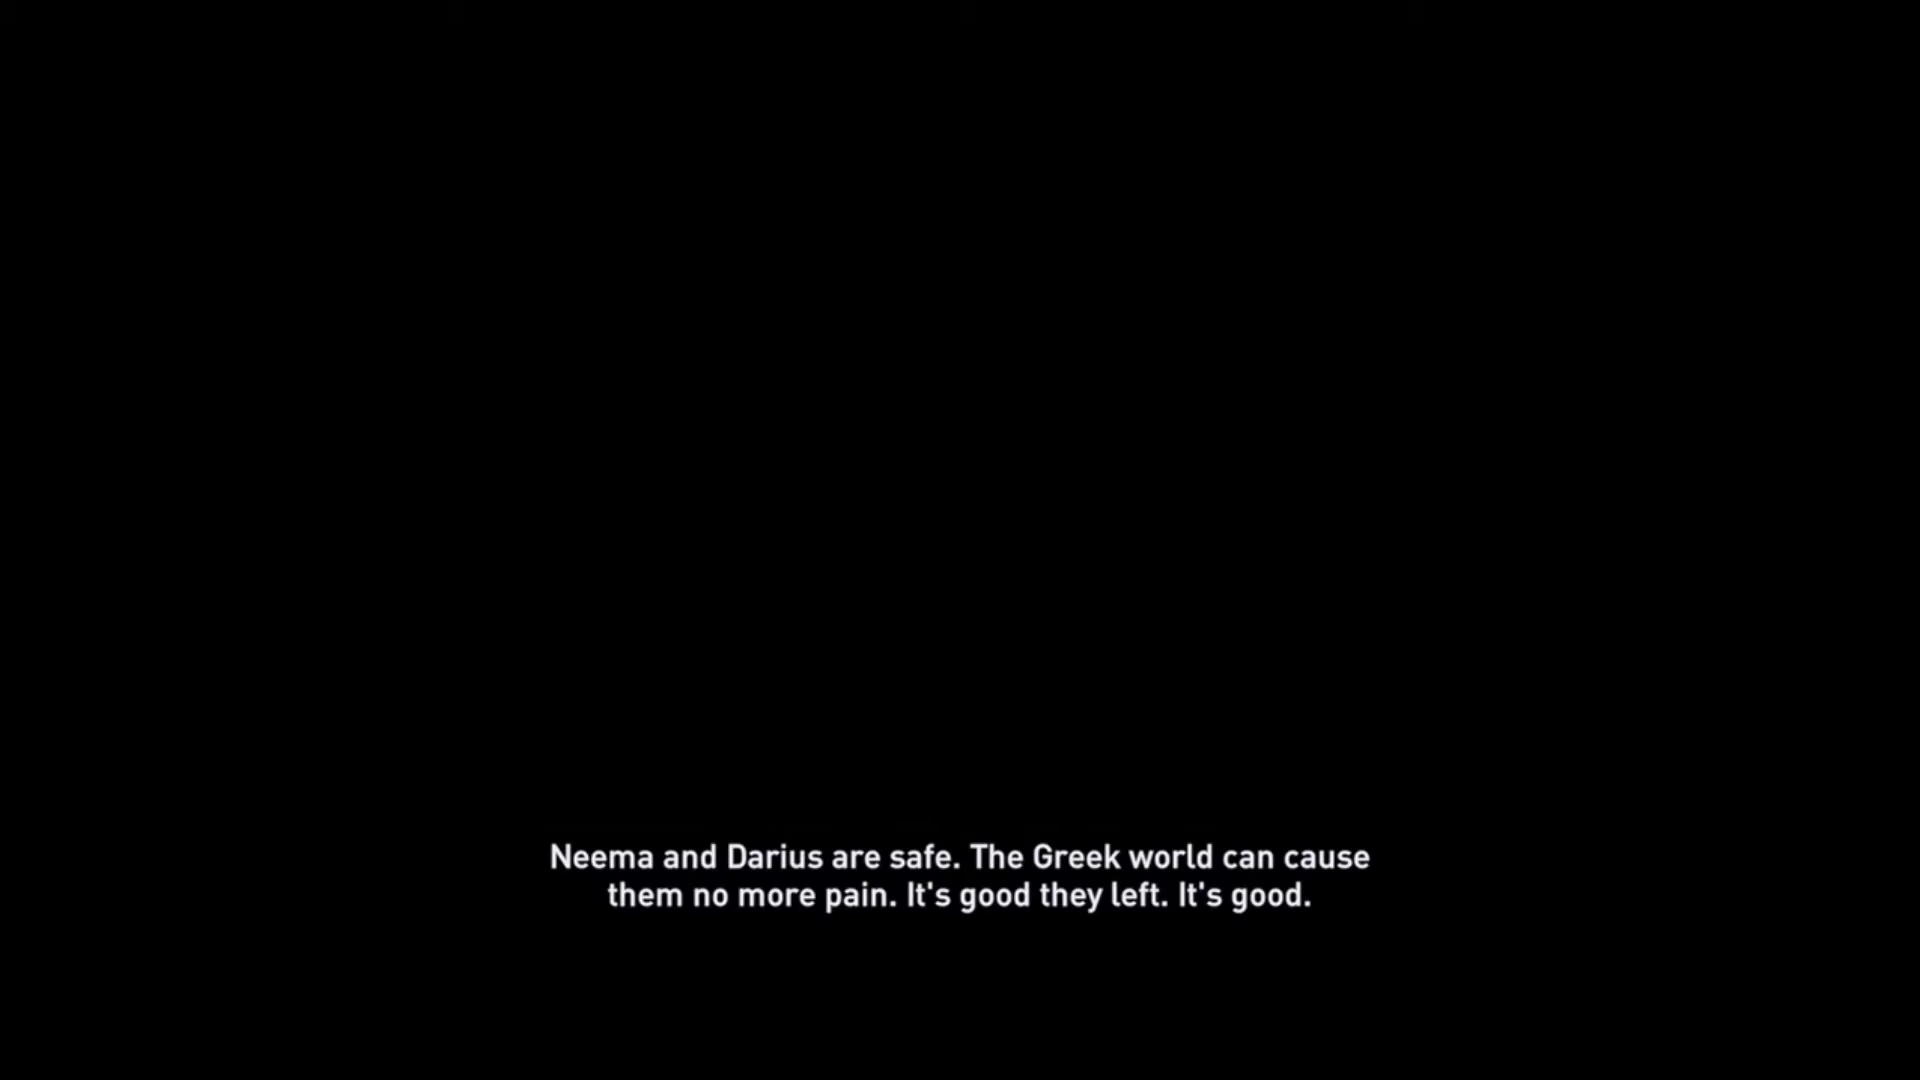 Neema and Darius are safe. The Greek world can cause
them no more pain. It's good they left. It's good.